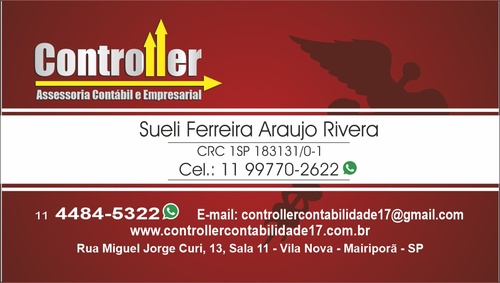 Controller
Assessoria Contábil e Empresarial
Sueli Ferreira Araujo Rivera
CRC 1SP 183131/0-1
Cel.: 11 99770-2622
11 4484-5322 E-mail: controllercontabilidade17@gmail.com
www.controllercontabilidade17.com.br
Rua Miguel Jorge Curi, 13, Sala 11 - Vila Nova - Mairiporã - SP